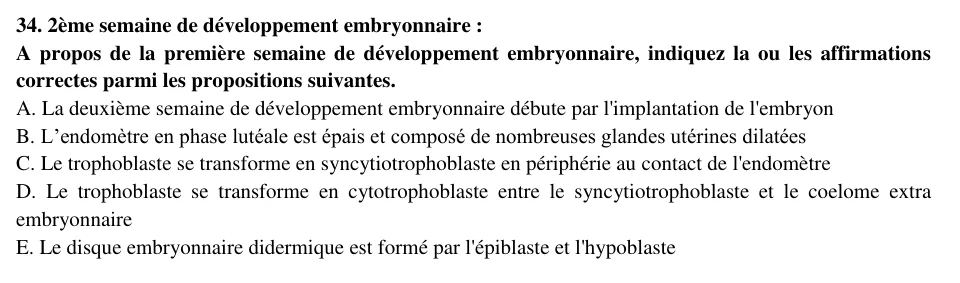 34. 2ème semaine de développement embryonnaire :
A propos de la première semaine de développement embryonnaire, indiquez la ou les affirmations
correctes parmi les propositions suivantes.
A. La deuxième semaine de développement embryonnaire débute par l'implantation de l'embryon
B. L’endomètre en phase lutéale est épais et composé de nombreuses glandes utérines dilatées
C. Le trophoblaste se transforme en syncytiotrophoblaste en périphérie au contact de l'endomètre
D. Le trophoblaste se transforme en cytotrophoblaste entre le syncytiotrophoblaste et le coelome extra
embryonnaire
E. Le disque embryonnaire didermique est formé par l'épiblaste et l'hypoblaste